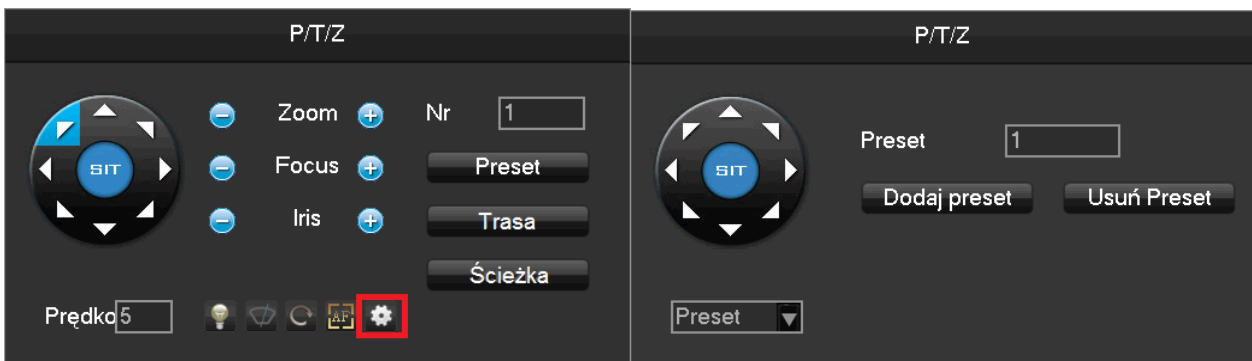 P/T/Z
SIT
Zoom
Nr
1
Focus
Preset
Iris
Trasa
Ścieżka
Prędko
5
AF
P/T/Z
SIT
Preset
1
Dodaj preset
Usuń Preset
Preset